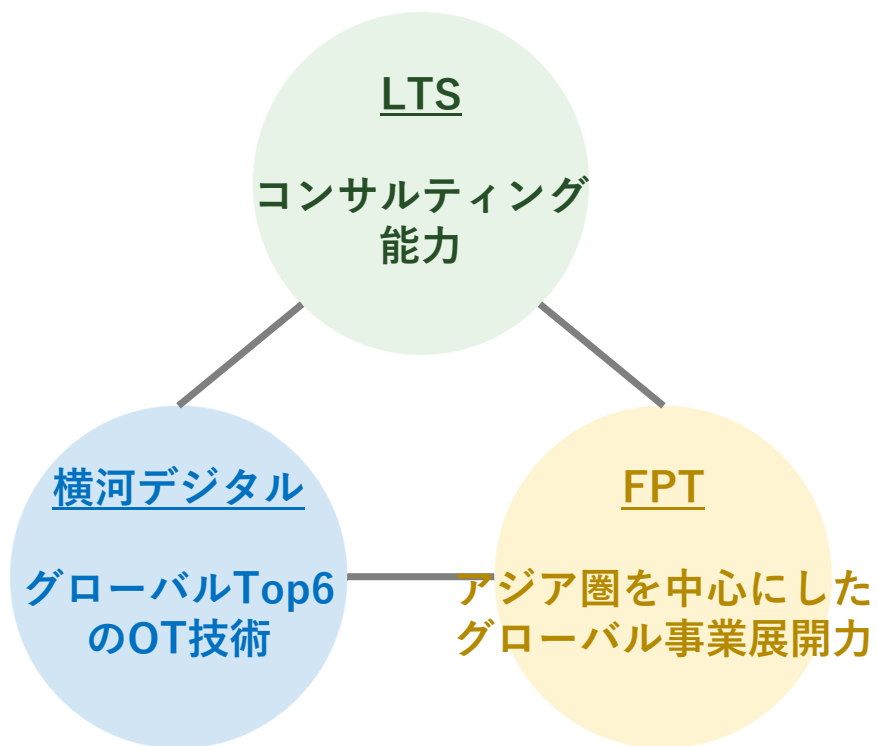 LTS
コンサルティング
能力
横河デジタル
グローバルTop6
のOT技術
FPT
アジア圏を中心にした
グローバル事業展開力